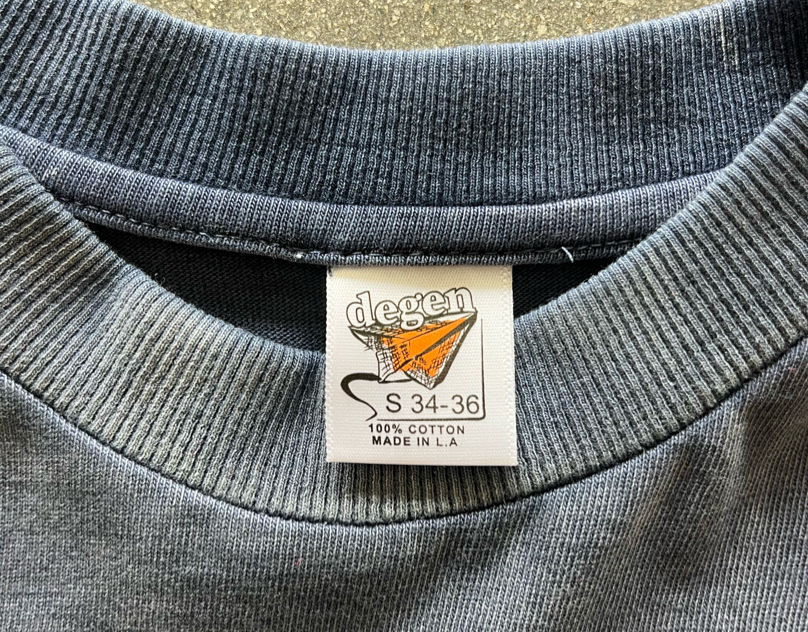 degen
S 34-36
100% COTTON
MADE IN L.A